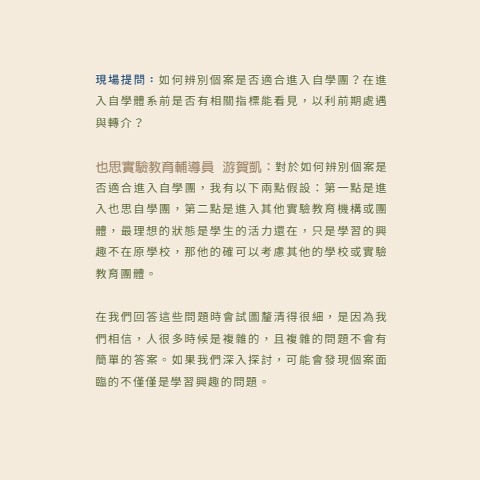 現場提問：如何辨別個案是否適合進入自學團？在進
入自學體系前是否有相關指標能看見，以利前期處遇
與轉介？
也思實驗教育輔導員 游賀凱：對於如何辨別個案是
否適合進入自學團，我有以下兩點假設：第一點是進
入也思自學團，第二點是進入其他實驗教育機構或團
體，最理想的狀態是學生的活力還在，只是學習的興
趣不在原學校，那他的確可以考慮其他的學校或實驗
教育團體。
在我們回答這些問題時會試圖釐清得很細，是因為我
們相信，人很多時候是複雜的，且複雜的問題不會有
簡單的答案。如果我們深入探討，可能會發現個案面
臨的不僅僅是學習興趣的問題。